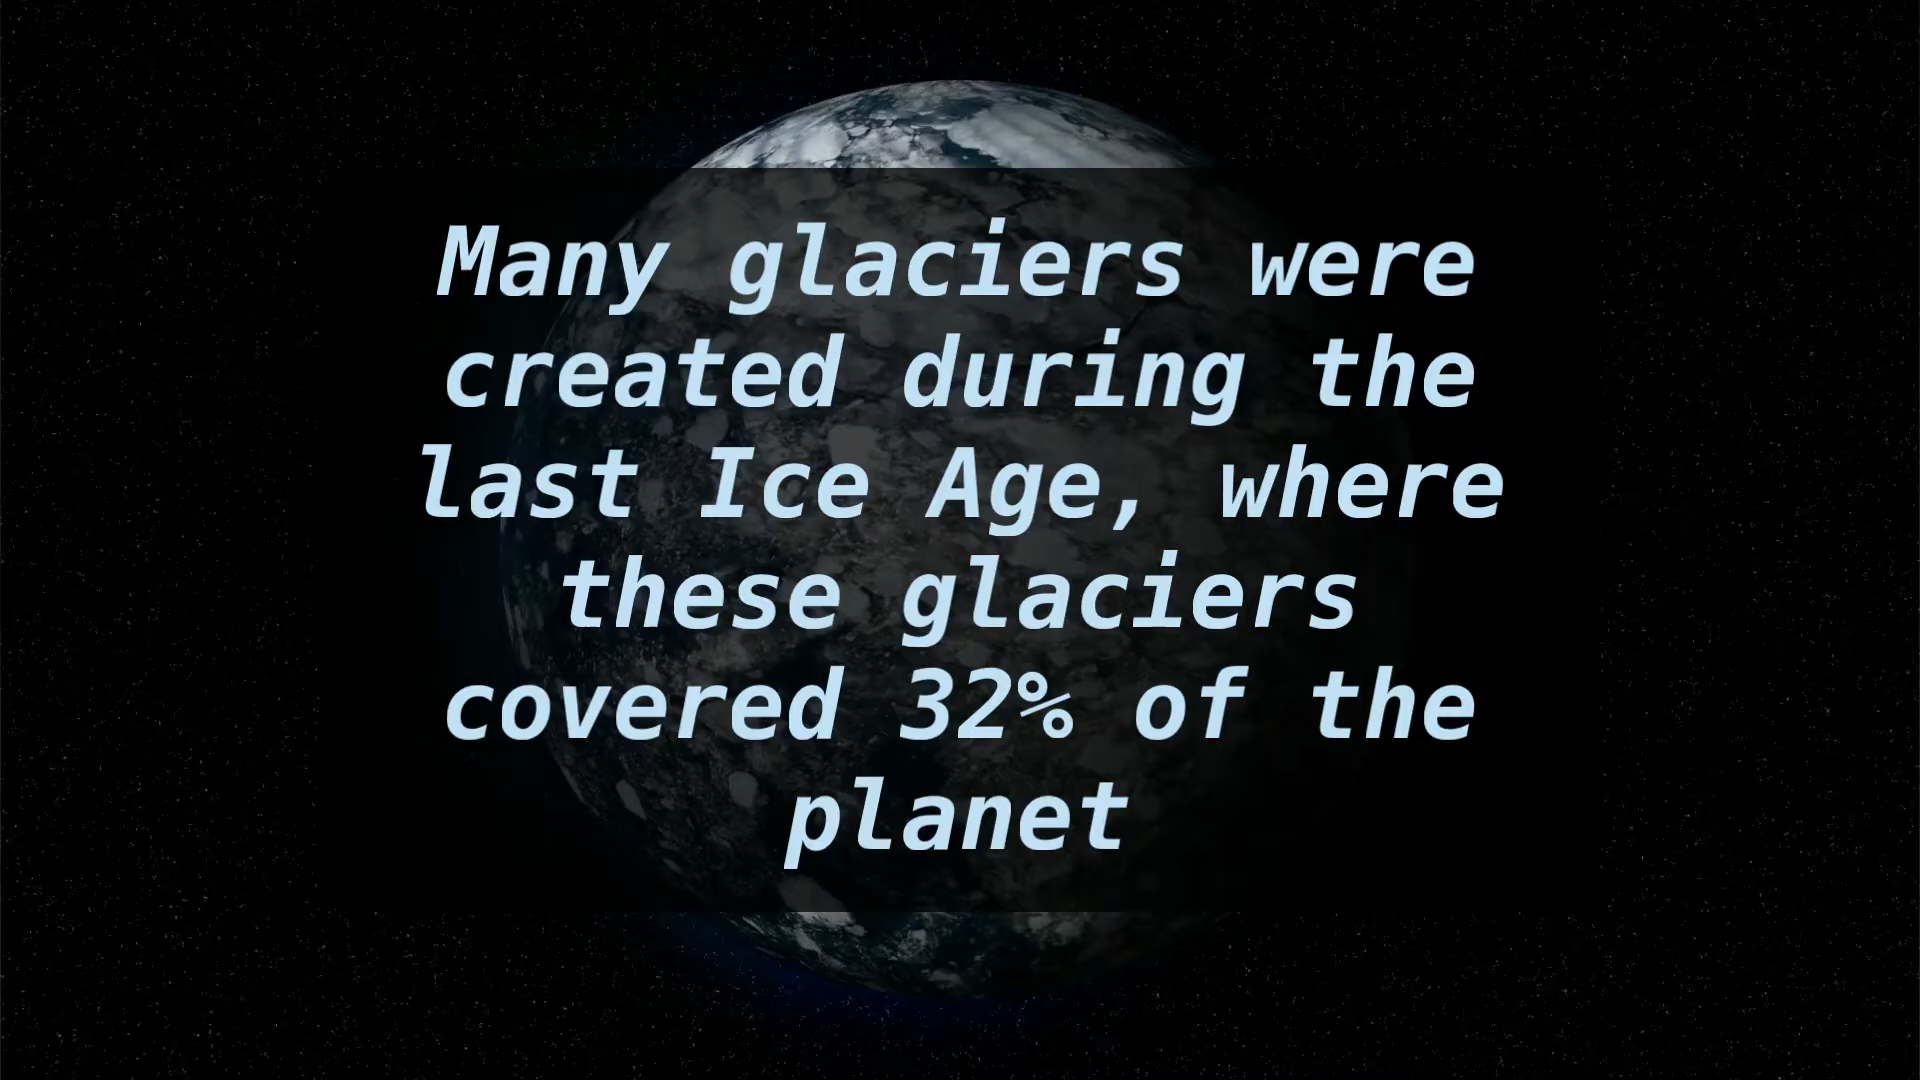 Many glaciers were
created during the
last Ice Age, where
these glaciers
covered 32% of the
planet